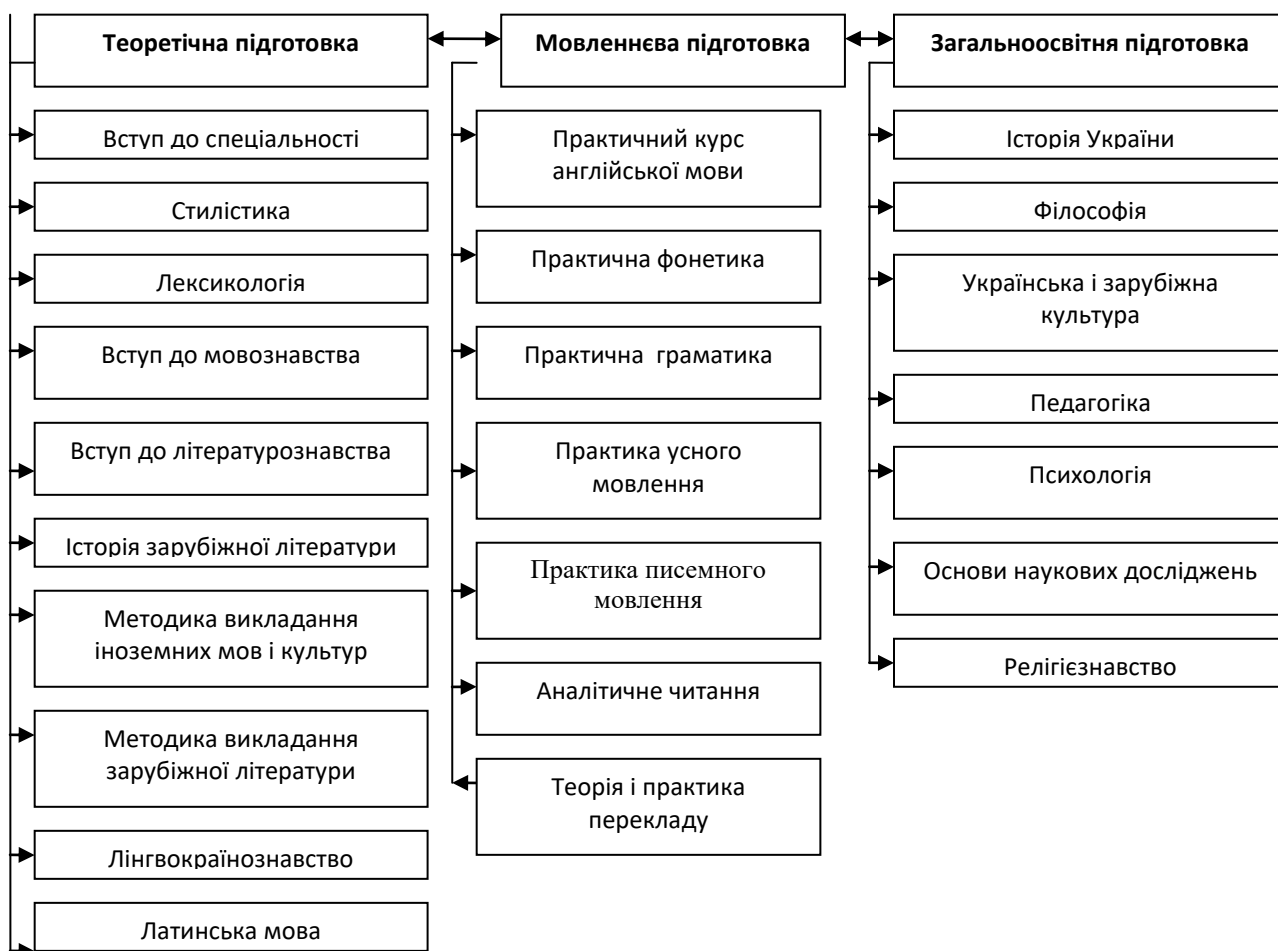 Теоретічна підготовка
Мовленнєва підготовка
Загальноосвітня підготовка
Вступ до спеціальності
Стилістика
Лексикологія
Вступ до мовознавства
Вступ до літературознавства
Історія зарубіжної літератури
Методика викладання
іноземних мов і культур
Методика викладання
зарубіжної літератури
Лінгвокраїнознавство
Латинська мова
Практичний курс
англійської мови
Практична фонетика
Практична граматика
Практика усного
мовлення
Практика писемного
мовлення
Аналітичне читання
Теорія і практика
перекладу
Історія України
Філософія
Українська і зарубіжна
культура
Педагогіка
Психологія
Основи наукових досліджень
Релігієзнавство